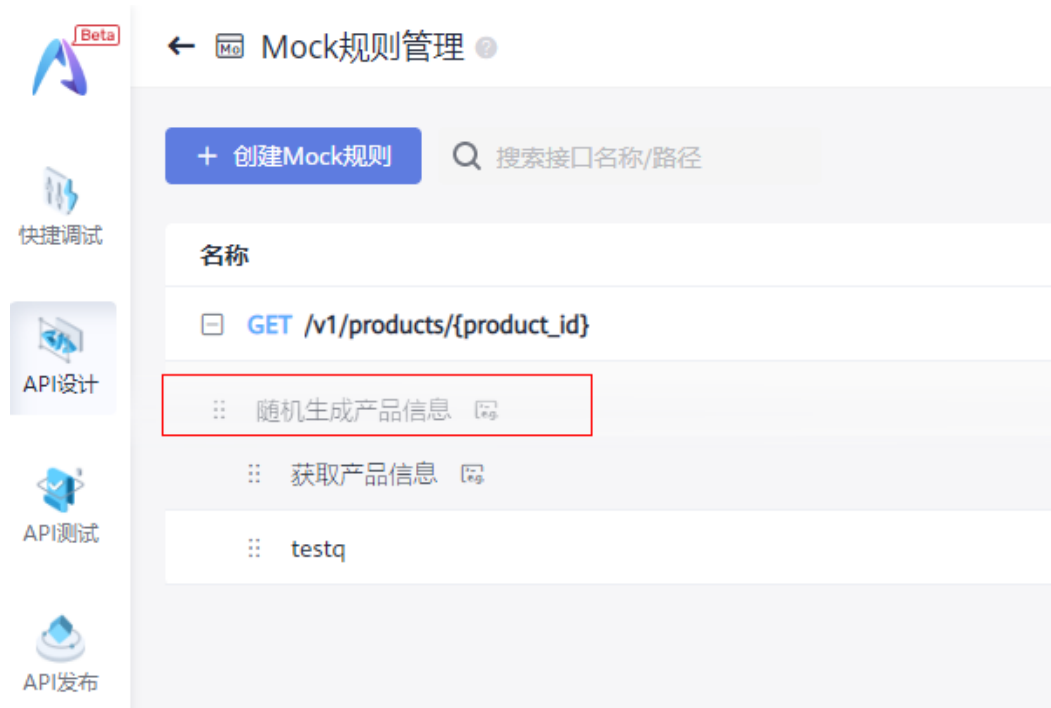 Beta
Mo Mock规则管理 ?
+ 创建Mock规则 搜索接口名称/路径
快捷调试
名称
GET /v1/products/{product_id}
API设计
随机生成产品信息 eg.
获取产品信息 eg.
API测试
testq
API发布